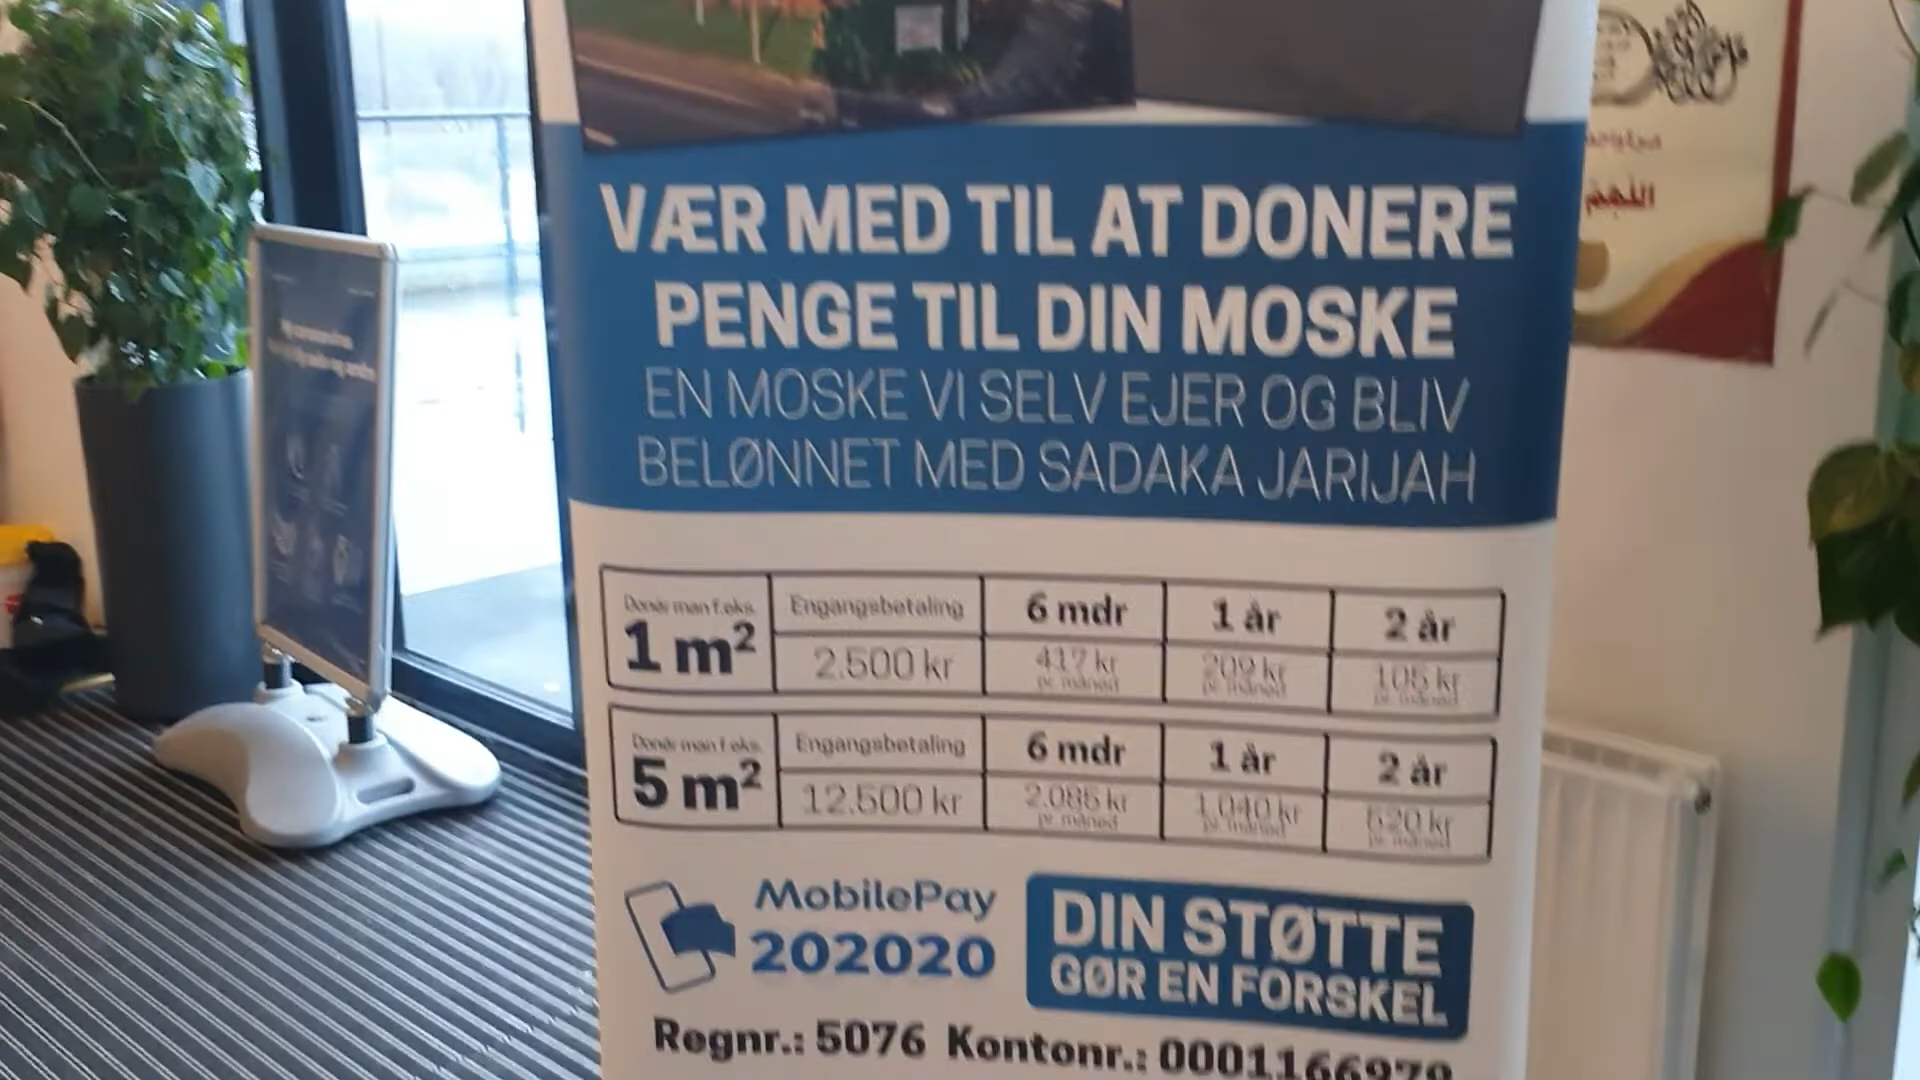 VÆR MED TIL AT DONERE
PENGE TIL DIN MOSKE
EN MOSKE VI SELV EJER OG BLIV
BELØNNET MED SADAKA JARIJAH
Donér man f.eks. Engangsbetaling 6 mdr 1 år 2 år
1 m² 2.500 kr 417 kr 209 kr 105 kr
pr. måned pr. måned pr. måned
Donér man f.eks. Engangsbetaling 6 mdr 1 år 2 år
5 m² 12.500 kr 2.085 kr 1.040 kr 520 kr
pr. måned pr. måned pr. måned
MobilePay
202020
DIN STØTTE
GØR EN FORSKEL
Regnr.: 5076 Kontonr.: 0001166979